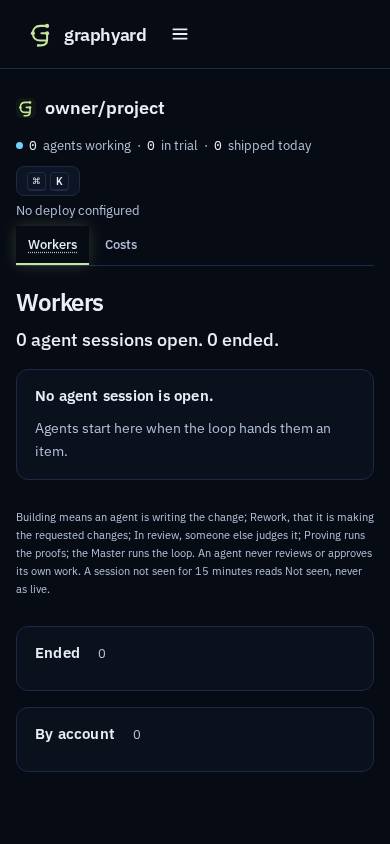 graphyard
owner/project
0 agents working · 0 in trial · 0 shipped today
⌘ K
No deploy configured
Workers Costs
Workers
0 agent sessions open. 0 ended.
No agent session is open.
Agents start here when the loop hands them an
item.
Building means an agent is writing the change; Rework, that it is making
the requested changes; In review, someone else judges it; Proving runs
the proofs; the Master runs the loop. An agent never reviews or approves
its own work. A session not seen for 15 minutes reads Not seen, never
as live.
Ended 0
By account 0